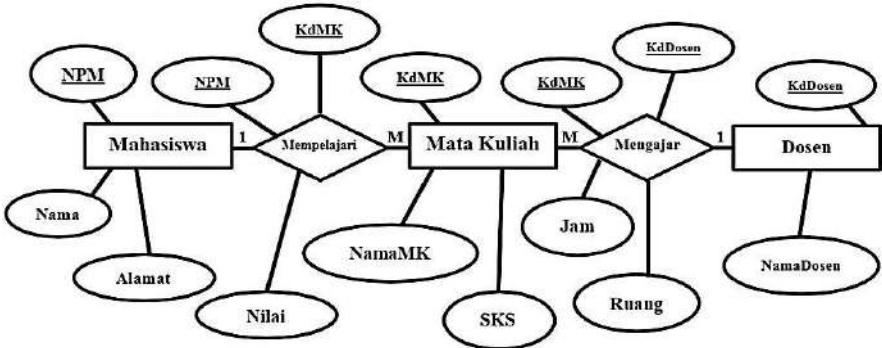 KdMK
KdDosen
NPM
NPM
KdMK
KdMK
KdDosen
Mahasiswa
1
Mempelajari
M
Mata Kuliah
M
Mengajar
1
Dosen
Nama
Jam
NamaMK
Alamat
NamaDosen
Nilai
SKS
Ruang